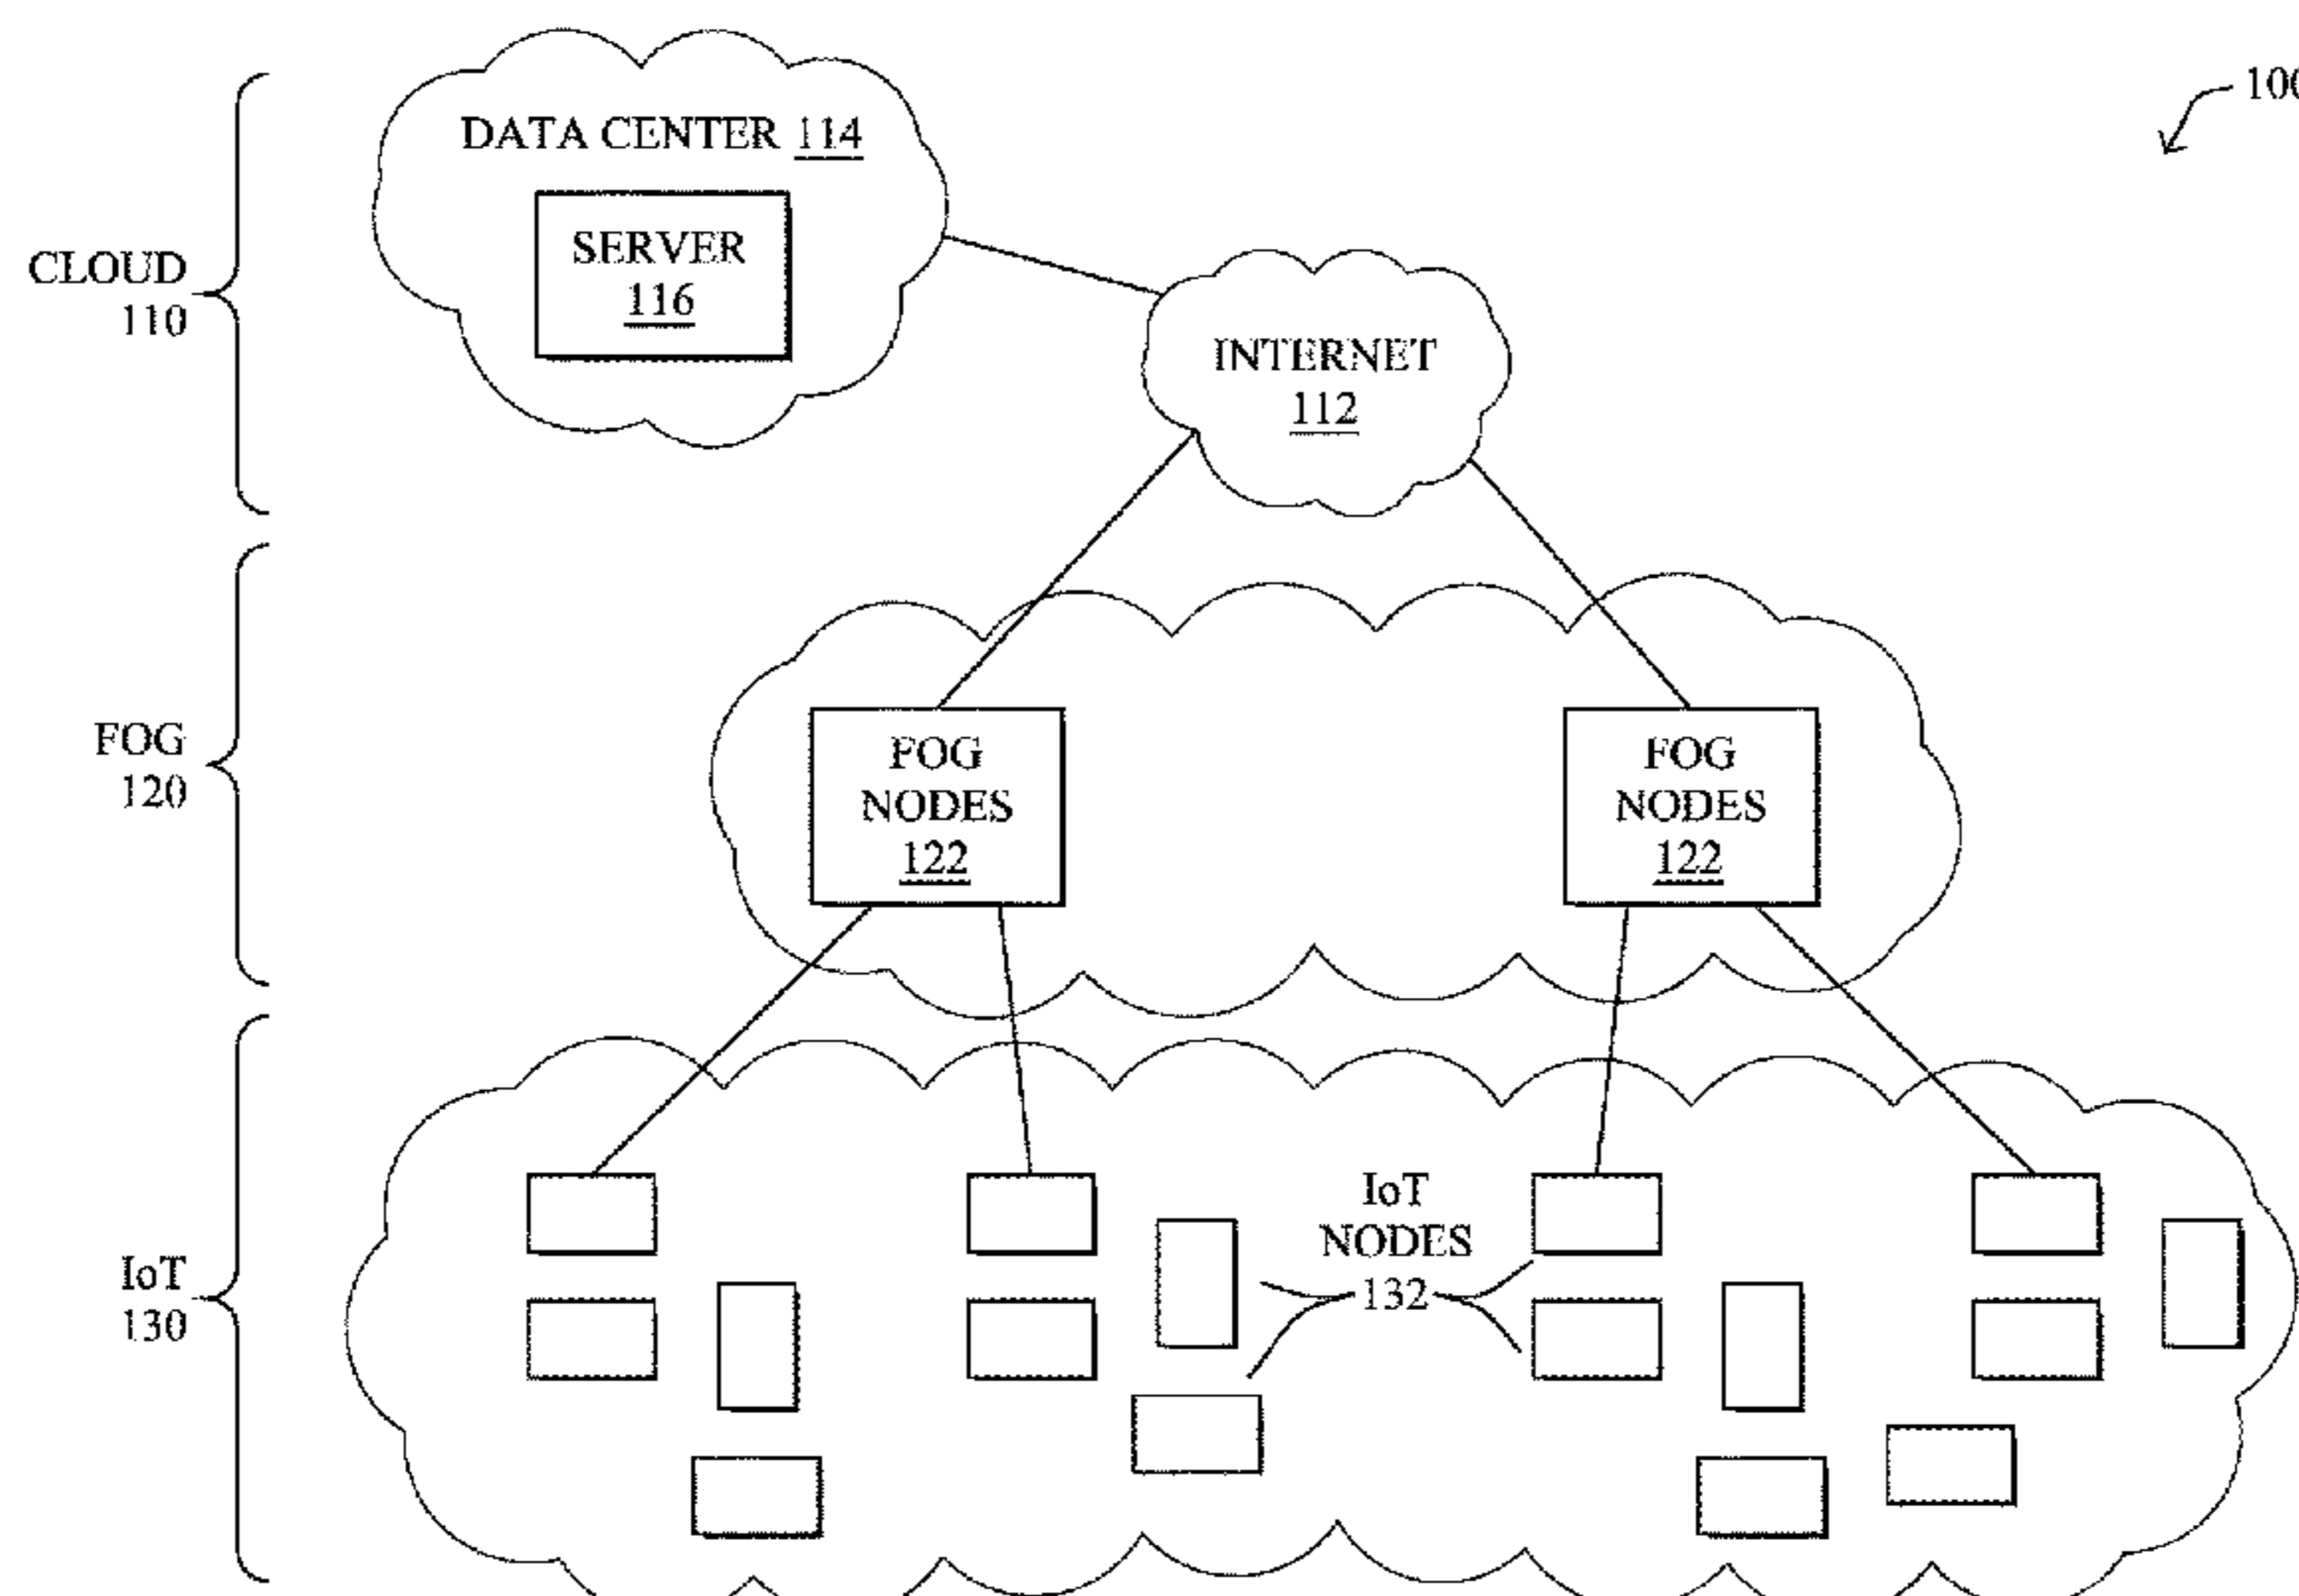 100
DATA CENTER 114
SERVER
116
CLOUD
110
INTERNET
112
FOG
120
FOG
NODES
122
FOG
NODES
122
IoT
130
IoT
NODES
132